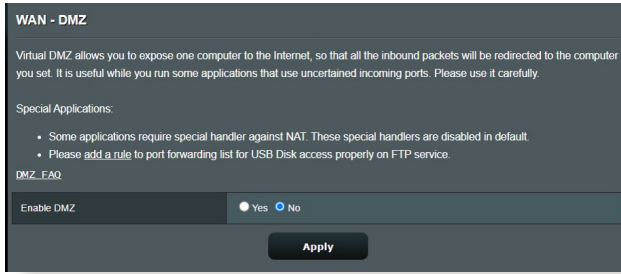 WAN - DMZ
Virtual DMZ allows you to expose one computer to the Internet, so that all the inbound packets will be redirected to the computer
you set. It is useful while you run some applications that use uncertained incoming ports. Please use it carefully.
Special Applications:
• Some applications require special handler against NAT. These special handlers are disabled in default.
• Please add a rule to port forwarding list for USB Disk access properly on FTP service.
DMZ FAQ
Enable DMZ Yes No
Apply